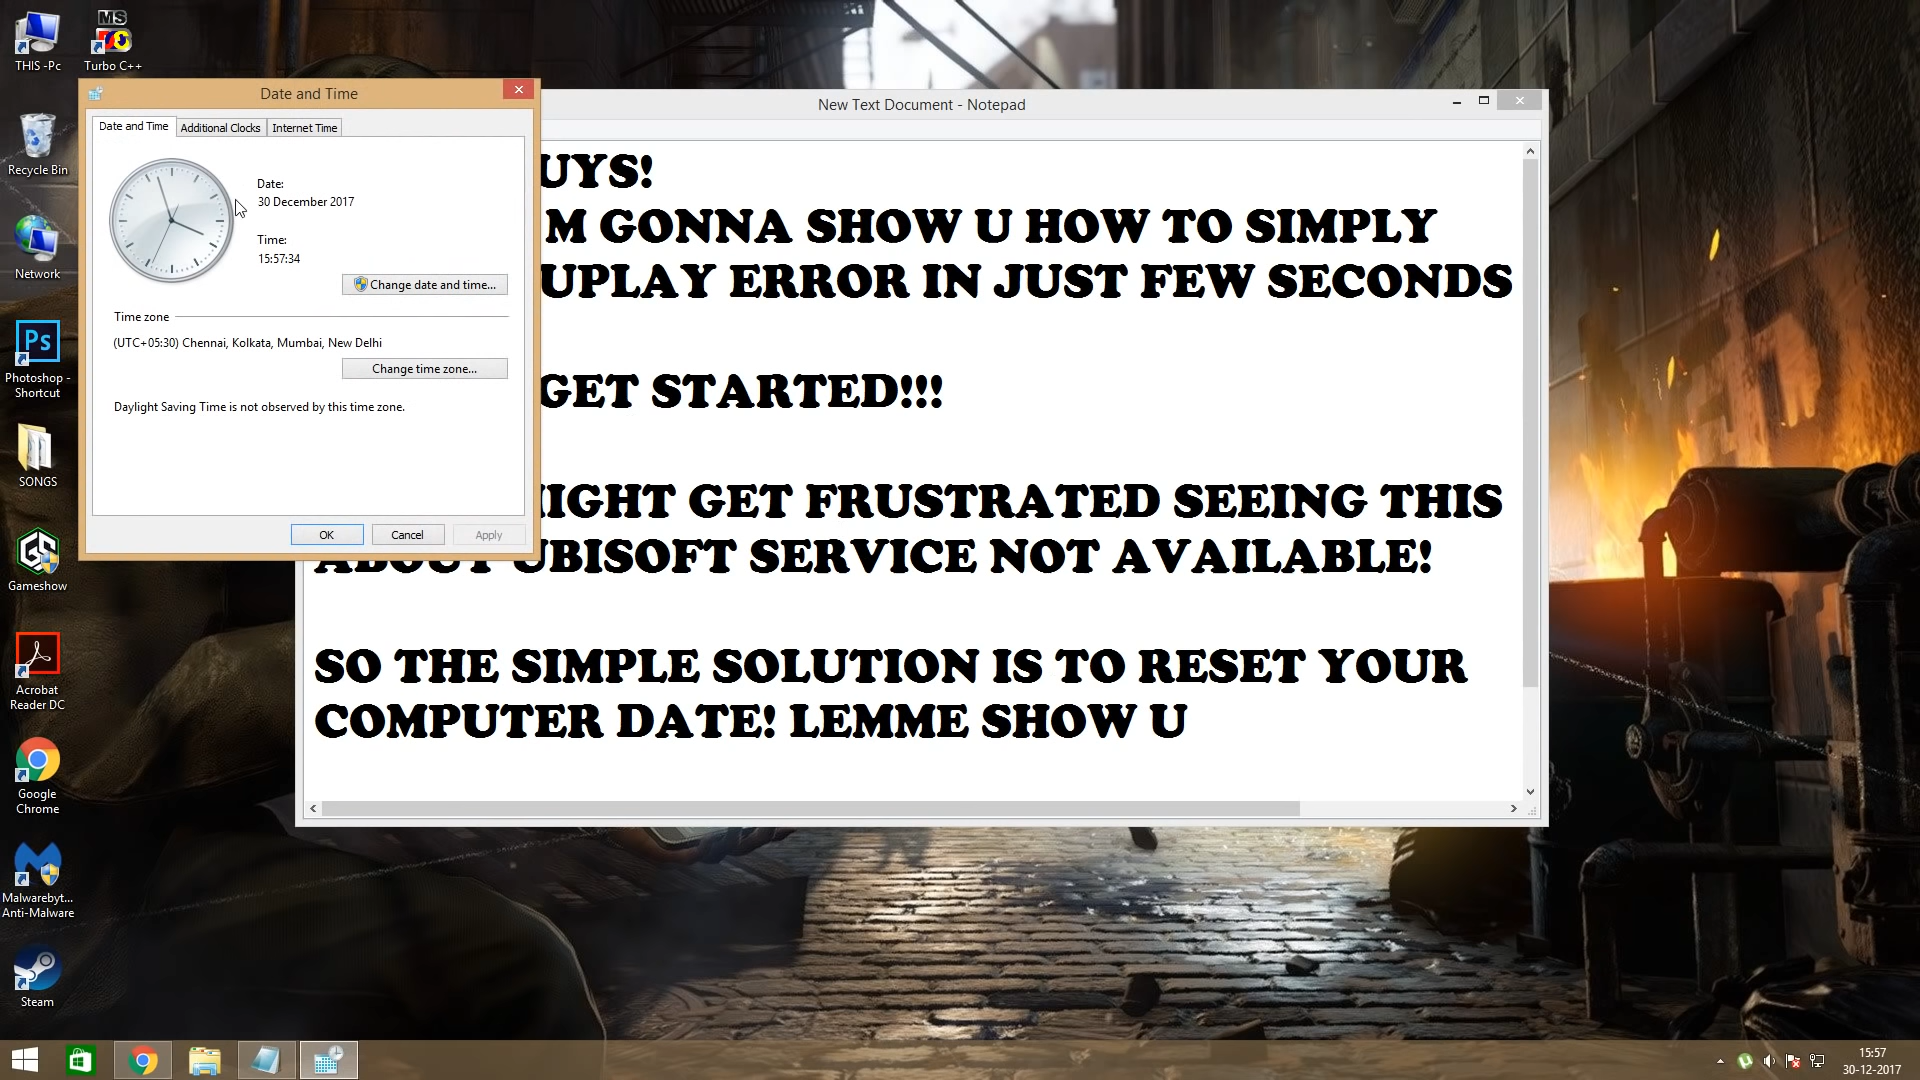 THIS -Pc
MS
Turbo C++
Recycle Bin
Network
Ps
Photoshop -
Shortcut
SONGS
GS
Gameshow
Acrobat
Reader DC
Google
Chrome
Malwarebyt...
Anti-Malware
Steam
Date and Time
Date and Time
Additional Clocks
Internet Time
Date:
30 December 2017
Time:
15:57:34
Change date and time...
Time zone
(UTC+05:30) Chennai, Kolkata, Mumbai, New Delhi
Change time zone...
Daylight Saving Time is not observed by this time zone.
OK
Cancel
Apply
New Text Document - Notepad
UYS!
M GONNA SHOW U HOW TO SIMPLY
UPLAY ERROR IN JUST FEW SECONDS
GET STARTED!!!
IGHT GET FRUSTRATED SEEING THIS
ABOUT UBISOFT SERVICE NOT AVAILABLE!
SO THE SIMPLE SOLUTION IS TO RESET YOUR
COMPUTER DATE! LEMME SHOW U
15:57
30-12-2017